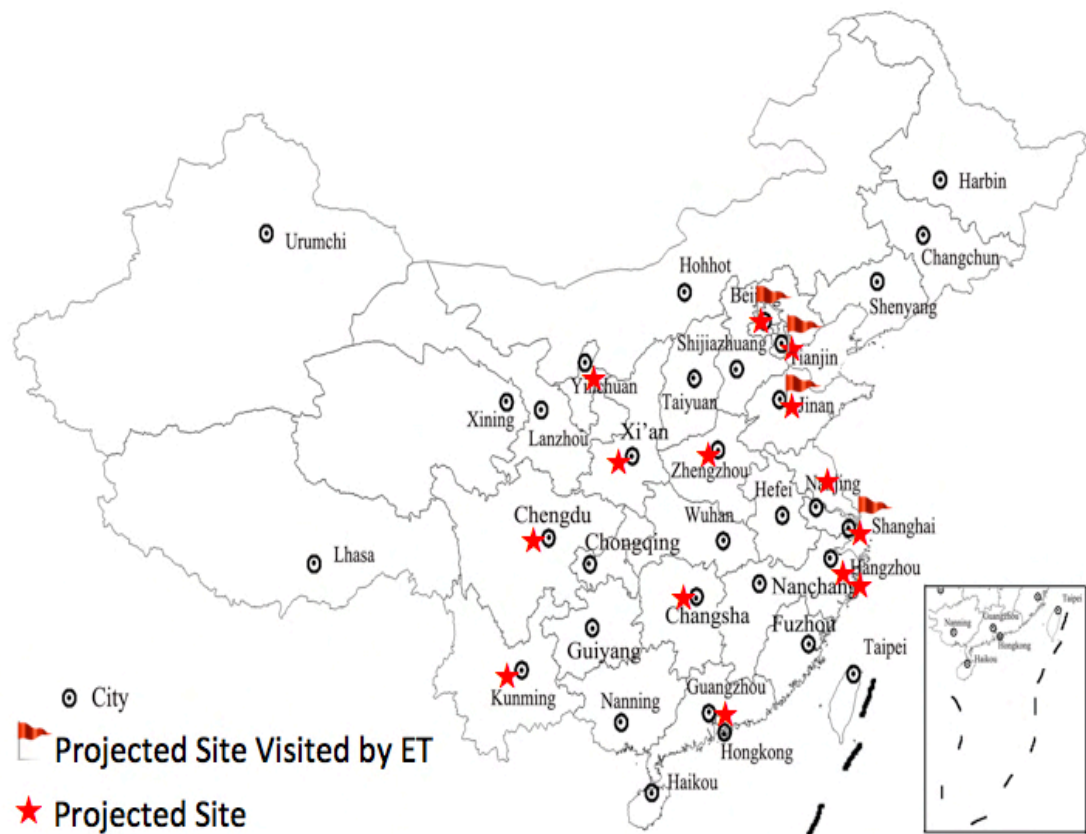 Harbin
Urumchi
Changchun
Hohhot
Shenyang
Beijing
Shijiazhuang
Tianjin
Yinchuan
Taiyuan
Jinan
Xining
Lanzhou
Xi'an
Zhengzhou
Hefei
Nanjing
Chengdu
Wuhan
Shanghai
Chongqing
Lhasa
Hangzhou
Nanchang
Changsha
Fuzhou
Guiyang
Taipei
Kunming
Nanning
Guangzhou
Hongkong
Haikou
City
Projected Site Visited by ET
Projected Site
Taipei
Guangzhou
Nanning
Hongkong
Haikou